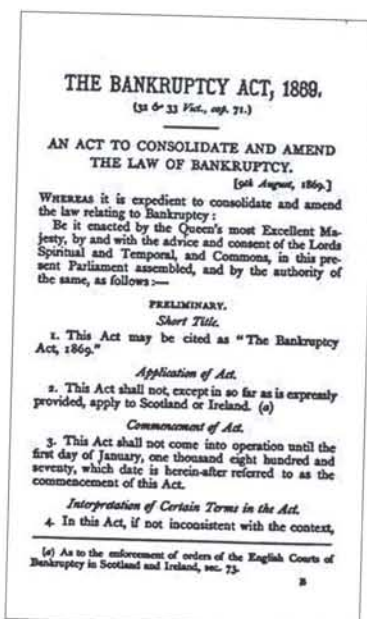 THE BANKRUPTCY ACT, 1869.
(32 & 33 Vict., cap. 71.)
AN ACT TO CONSOLIDATE AND AMEND
THE LAW OF BANKRUPTCY.
[9th August, 1869.]
WHEREAS it is expedient to consolidate and amend
the law relating to Bankruptcy :
Be it enacted by the Queen's most Excellent Ma-
jesty, by and with the advice and consent of the Lords
Spiritual and Temporal, and Commons, in this pre-
sent Parliament assembled, and by the authority of
the same, as follows :—
PRELIMINARY.
Short Title.
1. This Act may be cited as "The Bankruptcy
Act, 1869."
Application of Act.
2. This Act shall not, except in so far as is expressly
provided, apply to Scotland or Ireland. (a)
Commencement of Act.
3. This Act shall not come into operation until the
first day of January, one thousand eight hundred and
seventy, which date is herein-after referred to as the
commencement of this Act.
Interpretation of Certain Terms in the Act.
4. In this Act, if not inconsistent with the context,
(a) As to the enforcement of orders of the English Courts of
Bankruptcy in Scotland and Ireland, sec. 73.
B